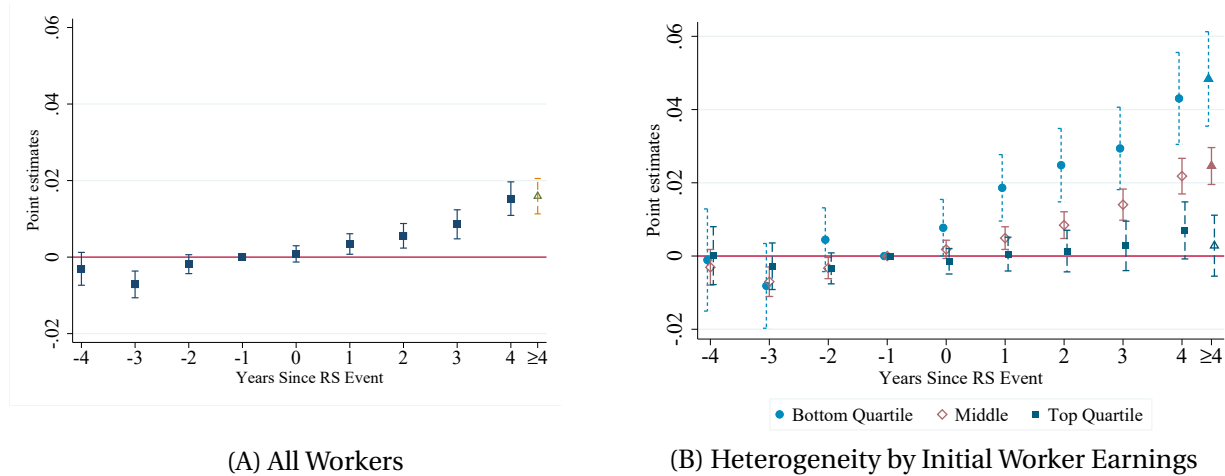 .06
.04
.02
0
-.02
Point estimates
-4 -3 -2 -1 0 1 2 3 4 ≥4
Years Since RS Event
(A) All Workers
.06
.04
.02
0
-.02
Point estimates
-4 -3 -2 -1 0 1 2 3 4 ≥4
Years Since RS Event
Bottom Quartile Middle Top Quartile
(B) Heterogeneity by Initial Worker Earnings